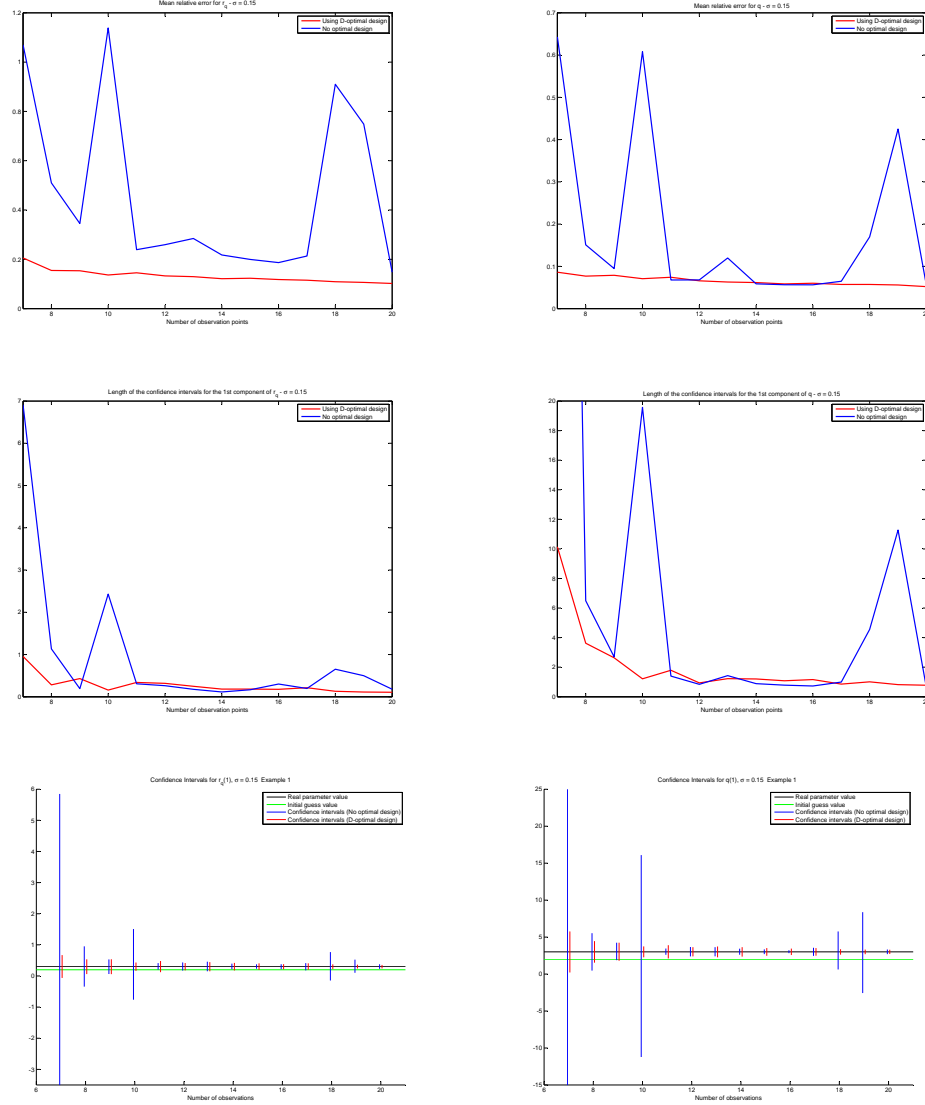 Mean relative error for r_q - σ = 0.15
1.2
1
0.8
0.6
0.4
0.2
0
Using D-optimal design
No optimal design
8 10 12 14 16 18 20
Number of observation points
Mean relative error for q - σ = 0.15
0.7
0.6
0.5
0.4
0.3
0.2
0.1
0
Using D-optimal design
No optimal design
8 10 12 14 16 18
Number of observation points
Length of the confidence intervals for the 1st component of r_q - σ = 0.15
7
6
5
4
3
2
1
0
Using D-optimal design
No optimal design
8 10 12 14 16 18 20
Number of observation points
Length of the confidence intervals for the 1st component of q - σ = 0.15
20
18
16
14
12
10
8
6
4
2
0
Using D-optimal design
No optimal design
8 10 12 14 16 18
Number of observation points
Confidence Intervals for r_q(1), σ = 0.15 Example 1
6
5
4
3
2
1
0
-1
-2
-3
Real parameter value
Initial guess value
Confidence intervals (No optimal design)
Confidence intervals (D-optimal design)
6 8 10 12 14 16 18 20
Number of observations
Confidence Intervals for q(1), σ = 0.15 Example 1
25
20
15
10
5
0
-5
-10
-15
Real parameter value
Initial guess value
Confidence intervals (No optimal design)
Confidence intervals (D-optimal design)
6 8 10 12 14 16 18 20
Number of observations